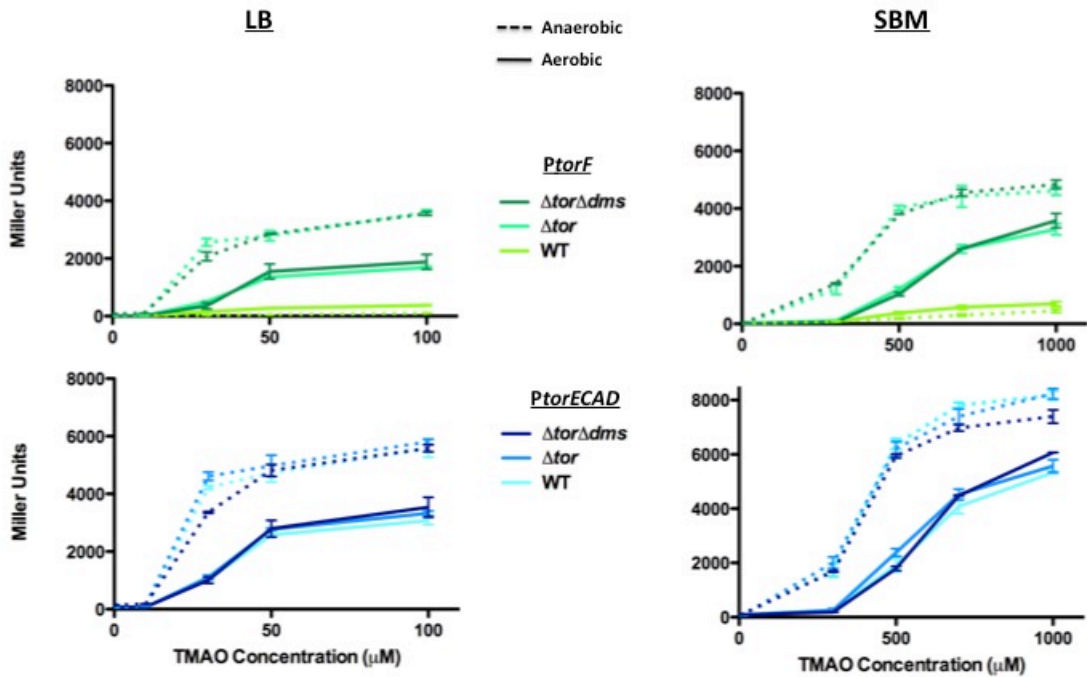 LB
Anaerobic
Aerobic
SBM
8000
6000
4000
2000
0
Miller Units
0
50
100
PtorF
ΔtorΔdms
Δtor
WT
8000
6000
4000
2000
0
0
500
1000
8000
6000
4000
2000
0
Miller Units
0
50
100
TMAO Concentration (μM)
PtorECAD
ΔtorΔdms
Δtor
WT
8000
6000
4000
2000
0
0
500
1000
TMAO Concentration (μM)